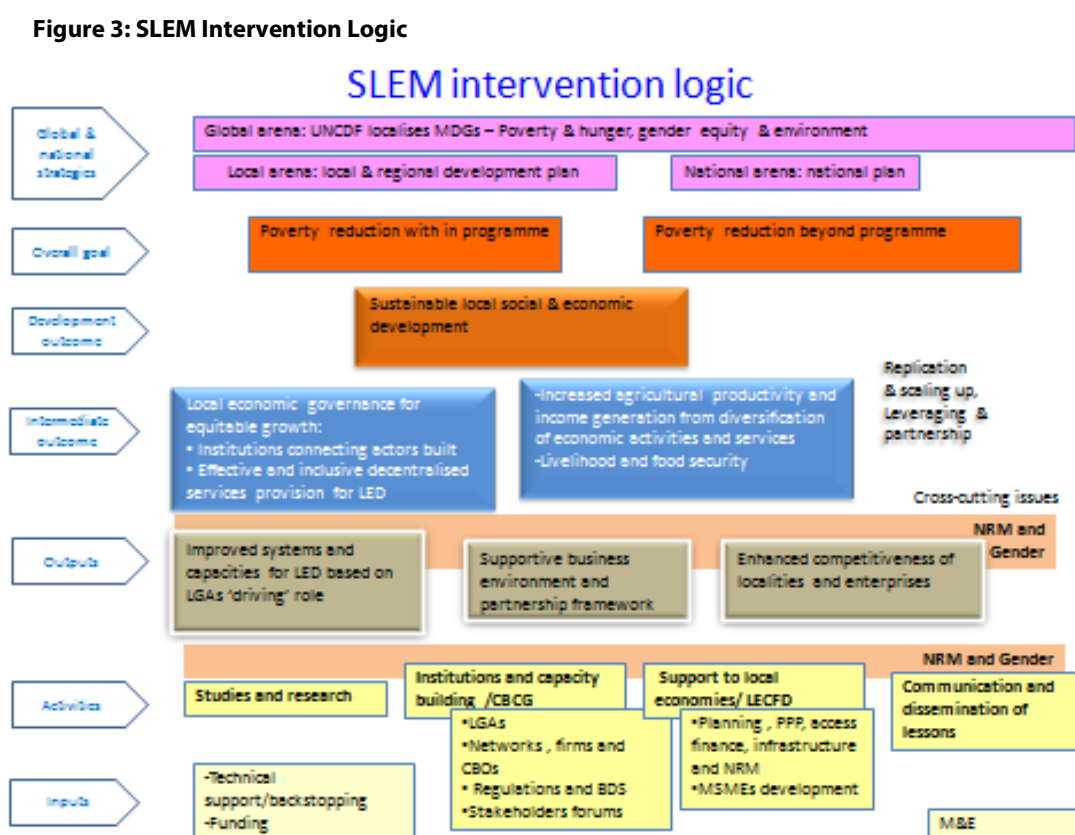 Figure 3: SLEM Intervention Logic
SLEM intervention logic
Global &
national
strategies
Global arena: UNCDF localises MDGs – Poverty & hunger, gender equity & environment
Local arena: local & regional development plan
National arena: national plan
Overall goal
Poverty reduction with in programme
Poverty reduction beyond programme
Development
outcome
Sustainable local social & economic
development
Intermediate
outcome
Local economic governance for
equitable growth:
• Institutions connecting actors built
• Effective and inclusive decentralised
services provision for LED
-Increased agricultural productivity and
income generation from diversification
of economic activities and services
-Livelihood and food security
Replication
& scaling up,
Leveraging &
partnership
Cross-cutting issues
NRM and
Gender
Outputs
Improved systems and
capacities for LED based on
LGAs 'driving' role
Supportive business
environment and
partnership framework
Enhanced competitiveness of
localities and enterprises
NRM and Gender
Activities
Studies and research
Institutions and capacity
building /CBCG
•LGAs
•Networks , firms and
CBOs
• Regulations and BDS
•Stakeholders forums
Support to local
economies/ LECFD
•Planning , PPP, access
finance, infrastructure
and NRM
•MSMEs development
Communication and
dissemination of
lessons
Inputs
-Technical
support/backstopping
-Funding
M&E